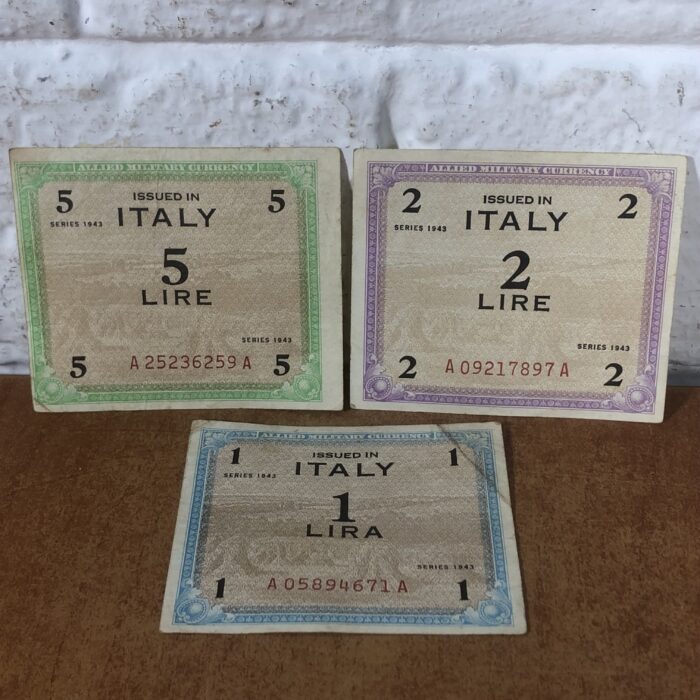 ALLIED MILITARY CURRENCY
5 ISSUED IN 5
SERIES 1943 ITALY
5
LIRE
SERIES 1943
5 A 25236259 A 5
ALLIED MILITARY CURRENCY
2 ISSUED IN 2
SERIES 1943 ITALY
2
LIRE
SERIES 1943
2 A 09217897 A 2
ALLIED MILITARY CURRENCY
1 ISSUED IN 1
SERIES 1943 ITALY
1
LIRA
SERIES 1943
1 A 05894671 A 1